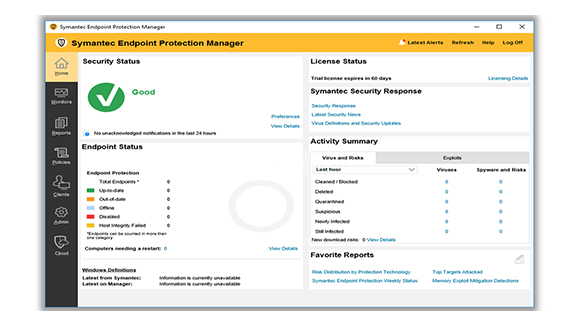 Symantec Endpoint Protection Manager
Symantec Endpoint Protection Manager
Latest Alerts Refresh Help Log Off
Home
Monitors
Reports
Policies
Clients
Admin
Cloud
Security Status
Good
Preferences
View Details
No unacknowledged notifications in the last 24 hours
Endpoint Status
Endpoint Protection
Total Endpoints * 0
Up-to-date 0
Out-of-date 0
Offline 0
Disabled 0
Host Integrity Failed 0
*Endpoints can be counted in more than
one category
Computers needing a restart: 0 View Details
Windows Definitions
Latest from Symantec: Information is currently unavailable
Latest on Manager: Information is currently unavailable
License Status
Trial license expires in 60 days Licensing Details
Symantec Security Response
Security Response
Latest Security News
Virus Definitions and Security Updates
Activity Summary
Virus and Risks Exploits
Last hour Viruses Spyware and Risks
Cleaned / Blocked 0 0
Deleted 0 0
Quarantined 0 0
Suspicious 0 0
Newly Infected 0 0
Still Infected 0 0
New download risks: 0 View Details
Favorite Reports
Risk Distribution by Protection Technology Top Targets Attacked
Symantec Endpoint Protection Weekly Status Memory Exploit Mitigation Detections